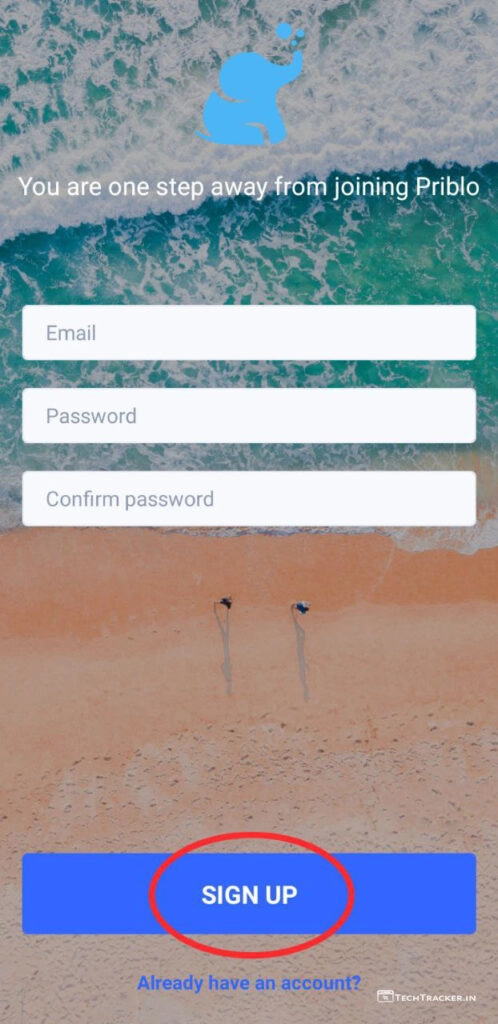 You are one step away from joining Priblo
Email
Password
Confirm password
SIGN UP
Already have an account?
TECHTRACKER.IN